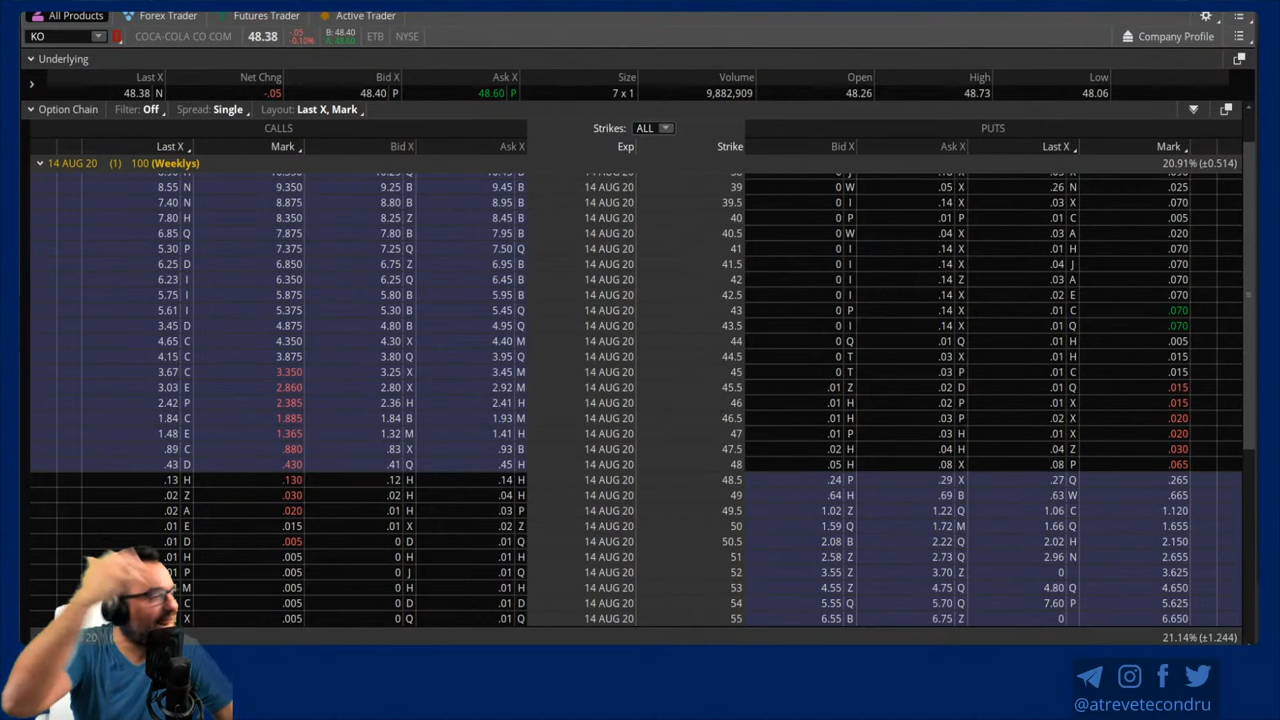 All Products Forex Trader Futures Trader Active Trader
KO COCA-COLA CO COM 48.38 -.05 -0.10% B: 48.40 A: 48.60 ETB NYSE Company Profile
Underlying
Last X Net Chng Bid X Ask X Size Volume Open High Low
48.38 N -.05 48.40 P 48.60 P 7 x 1 9,882,909 48.26 48.73 48.06
Option Chain Filter: Off Spread: Single Layout: Last X, Mark
CALLS Strikes: ALL PUTS
Last X Mark Bid X Ask X Exp Strike Bid X Ask X Last X Mark
14 AUG 20 (1) 100 (Weeklys) 20.91% (±0.514)
8.55 N 9.350 9.25 B 9.45 B 14 AUG 20 39 0 W .05 X .26 N .025
7.40 N 8.875 8.80 B 8.95 B 14 AUG 20 39.5 0 I .14 X .03 X .070
7.80 H 8.350 8.25 Z 8.45 B 14 AUG 20 40 0 P .01 P .01 C .005
6.85 Q 7.875 7.80 B 7.95 B 14 AUG 20 40.5 0 W .04 X .03 A .020
5.30 P 7.375 7.25 Q 7.50 Q 14 AUG 20 41 0 I .14 X .01 H .070
6.25 D 6.850 6.75 Z 6.95 B 14 AUG 20 41.5 0 I .14 X .04 J .070
6.23 I 6.350 6.25 Q 6.45 B 14 AUG 20 42 0 I .14 Z .03 A .070
5.75 I 5.875 5.80 B 5.95 B 14 AUG 20 42.5 0 I .14 X .02 E .070
5.61 I 5.375 5.30 B 5.45 Q 14 AUG 20 43 0 P .14 X .01 C .070
3.45 D 4.875 4.80 B 4.95 Q 14 AUG 20 43.5 0 I .14 X .01 Q .070
4.65 C 4.350 4.30 X 4.40 M 14 AUG 20 44 0 Q .01 Q .01 H .005
4.15 C 3.875 3.80 Q 3.95 Q 14 AUG 20 44.5 0 T .03 X .01 H .015
3.67 C 3.350 3.25 X 3.45 M 14 AUG 20 45 0 T .03 P .01 C .015
3.03 E 2.860 2.80 X 2.92 M 14 AUG 20 45.5 .01 Z .02 D .01 Q .015
2.42 P 2.385 2.36 H 2.41 H 14 AUG 20 46 .01 H .02 P .01 X .015
1.84 C 1.885 1.84 B 1.93 M 14 AUG 20 46.5 .01 H .03 P .02 X .020
1.48 E 1.365 1.32 M 1.41 H 14 AUG 20 47 .01 P .03 H .01 X .020
.89 C .880 .83 X .93 B 14 AUG 20 47.5 .02 H .04 H .04 Z .030
.43 D .430 .41 Q .45 H 14 AUG 20 48 .05 H .08 X .08 P .065
.13 H .130 .12 H .14 H 14 AUG 20 48.5 .24 P .29 X .27 Q .265
.02 Z .030 .02 H .04 H 14 AUG 20 49 .64 H .69 B .63 W .665
.02 A .020 .01 H .03 P 14 AUG 20 49.5 1.02 Z 1.22 Q 1.06 C 1.120
.01 E .015 .01 X .02 Z 14 AUG 20 50 1.59 Q 1.72 M 1.66 Q 1.655
.01 D .005 0 D .01 Q 14 AUG 20 50.5 2.08 B 2.22 Q 2.02 H 2.150
.01 H .005 0 H .01 H 14 AUG 20 51 2.58 Z 2.73 Q 2.96 N 2.655
.01 P .005 0 J .01 Q 14 AUG 20 52 3.55 Z 3.70 Z 0 3.625
M .005 0 H .01 H 14 AUG 20 53 4.55 Z 4.75 Q 4.80 Q 4.650
C .005 0 D .01 D 14 AUG 20 54 5.55 Q 5.70 Q 7.60 P 5.625
X .005 0 Q .01 Q 14 AUG 20 55 6.55 B 6.75 Z 0 6.650
20 21.14% (±1.244)
@atrevetecondru